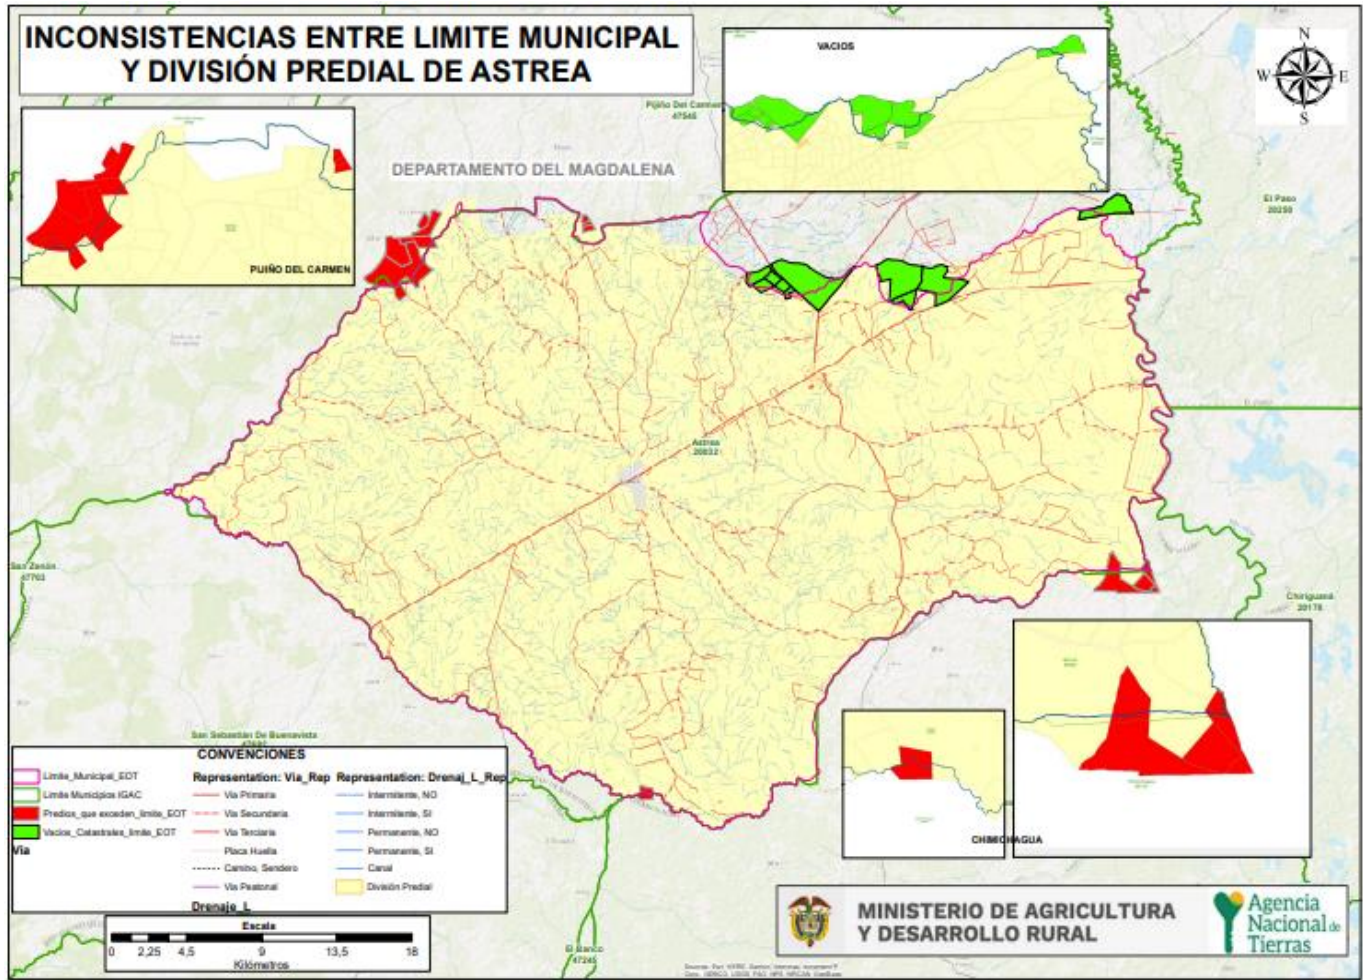 INCONSISTENCIAS ENTRE LIMITE MUNICIPAL
Y DIVISIÓN PREDIAL DE ASTREA
VACIOS
N
W E
S
Pijiño Del Carmen
47545
DEPARTAMENTO DEL MAGDALENA
El Paso
20250
PIJIÑO DEL CARMEN
Astrea
20032
San Zenón
47703
Chiriguaná
20178
San Sebastián De Buenavista
CHIMICHAGUA
El Banco
47245
CONVENCIONES
Limite_Municipal_EOT
Limite Municipios IGAC
Predios_que exceden_limite_EOT
Vacios_Catastrales_limite_EOT
Via
Representation: Via_Rep
Via Primaria
Via Secundaria
Via Terciaria
Placa Huella
Camino, Sendero
Via Peatonal
Drenaje_L
Representation: Drenaj_L_Rep
Intermitente, NO
Intermitente, SI
Permanente, NO
Permanente, SI
Canal
División Predial
Escala
0 2,25 4,5 9 13,5 18
Kilómetros
MINISTERIO DE AGRICULTURA
Y DESARROLLO RURAL
Agencia
Nacional de
Tierras